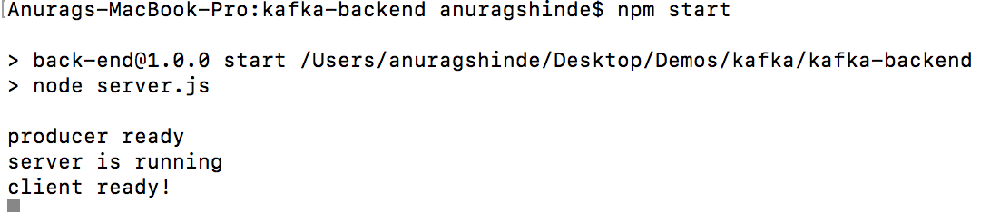 [Anurags-MacBook-Pro:kafka-backend anuragshinde$ npm start
> back-end@1.0.0 start /Users/anuragshinde/Desktop/Demos/kafka/kafka-backend
> node server.js
producer ready
server is running
client ready!